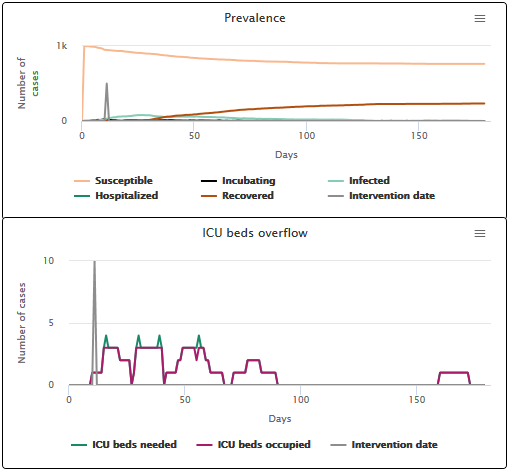 Prevalence
Number of
cases
1k
0
0
50
100
150
Days
Susceptible
Incubating
Infected
Hospitalized
Recovered
Intervention date
ICU beds overflow
Number of cases
10
5
0
0
50
100
150
Days
ICU beds needed
ICU beds occupied
Intervention date